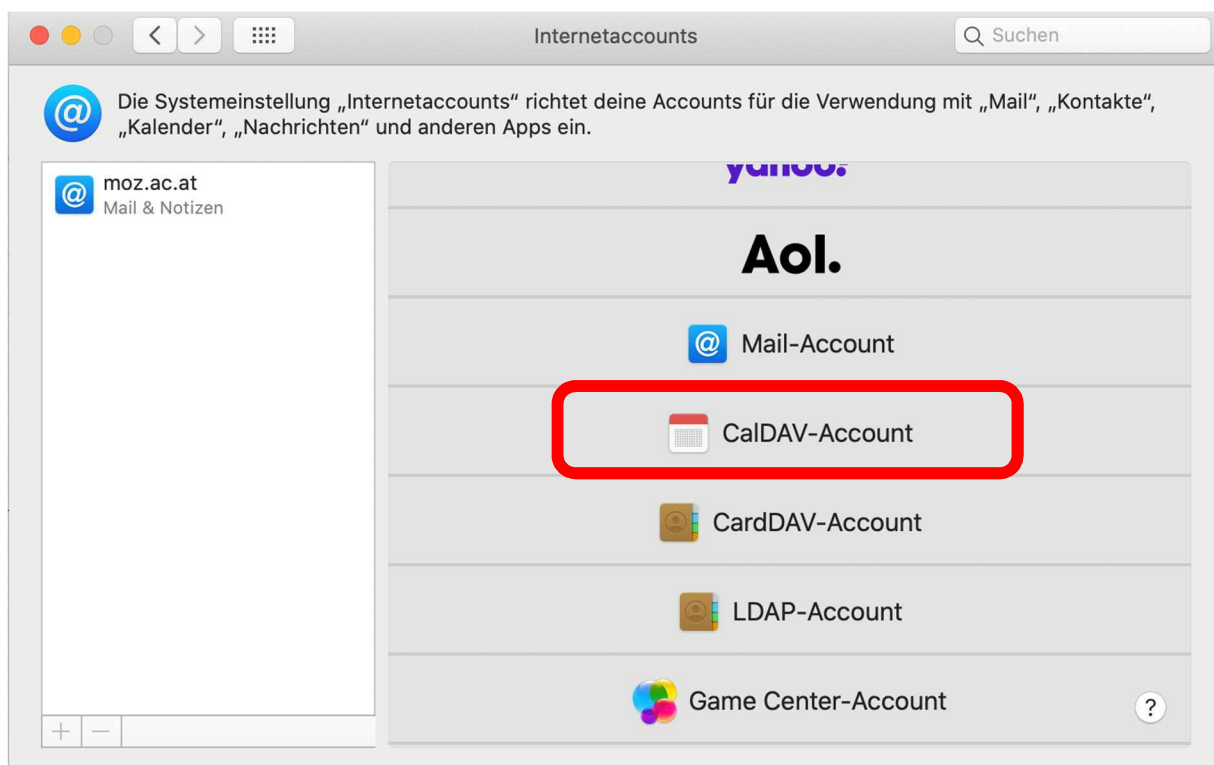 Internetaccounts
Suchen
Die Systemeinstellung „Internetaccounts“ richtet deine Accounts für die Verwendung mit „Mail“, „Kontakte“,
„Kalender“, „Nachrichten“ und anderen Apps ein.
moz.ac.at
Mail & Notizen
yahoo!
Aol.
Mail-Account
CalDAV-Account
CardDAV-Account
LDAP-Account
Game Center-Account
?